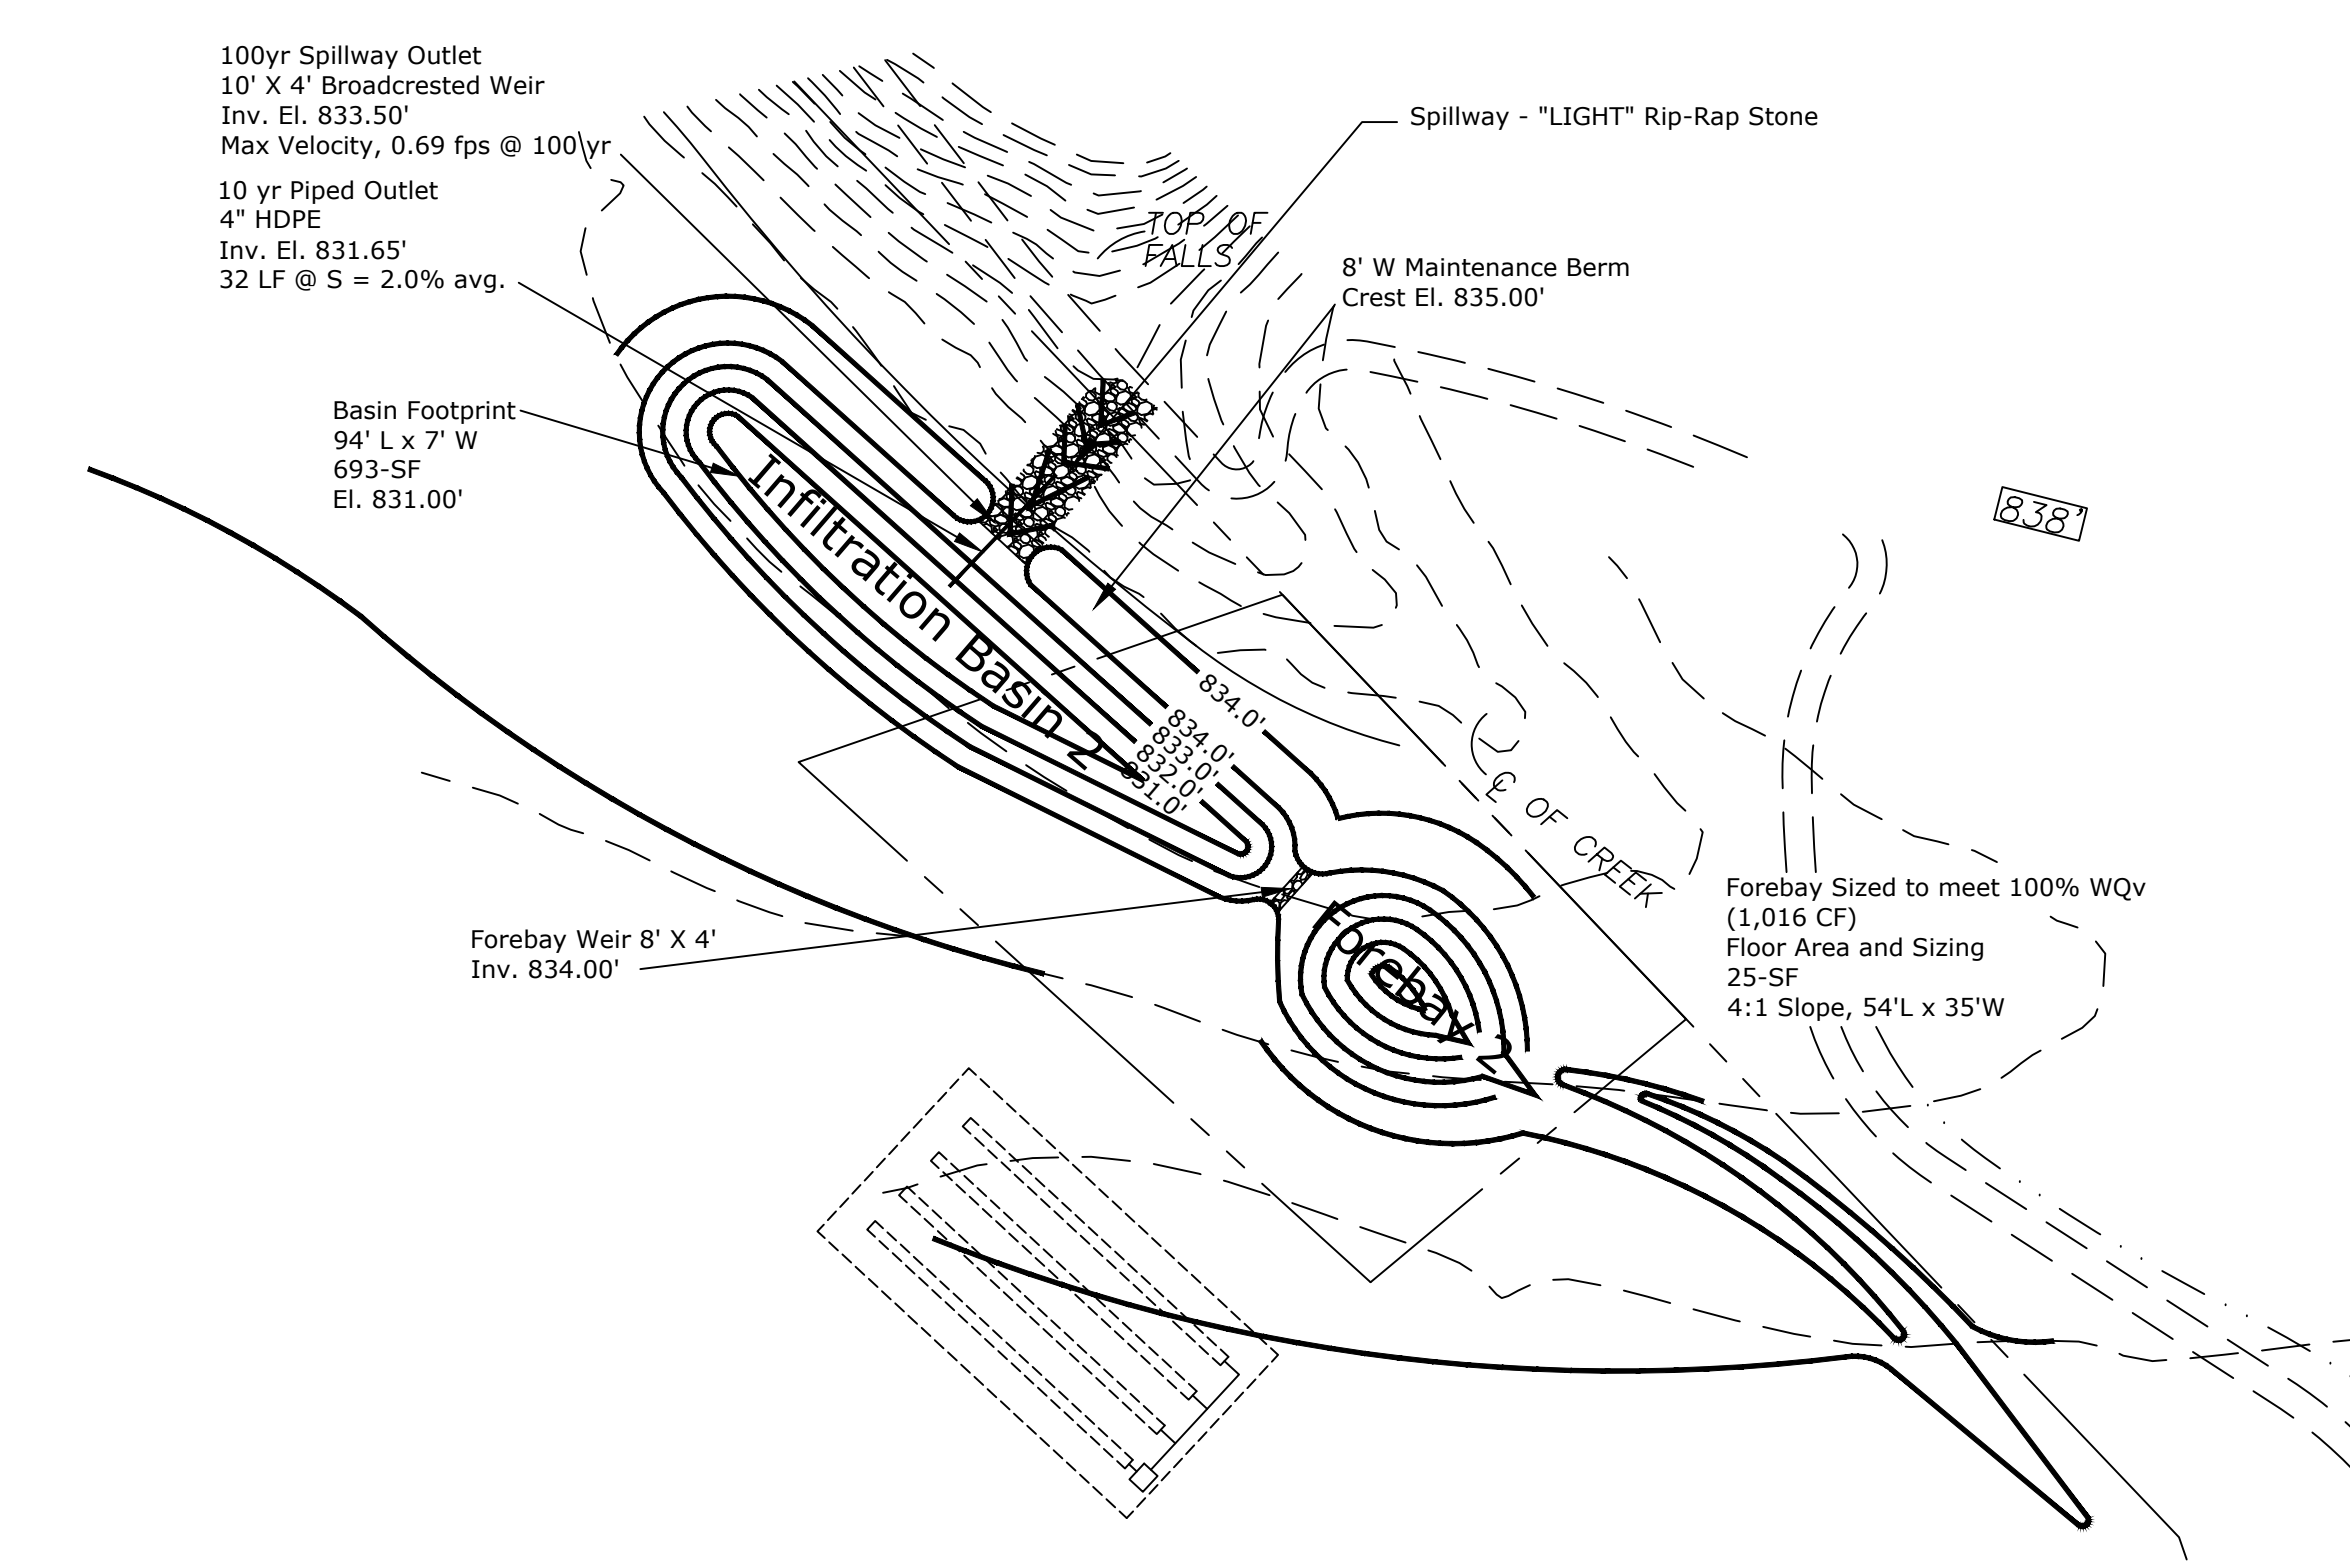 100yr Spillway Outlet
10' X 4' Broadcrested Weir
Inv. El. 833.50'
Max Velocity, 0.69 fps @ 100 yr
10 yr Piped Outlet
4" HDPE
Inv. El. 831.65'
32 LF @ S = 2.0% avg.
Spillway - "LIGHT" Rip-Rap Stone
TOP OF
FALLS
8' W Maintenance Berm
Crest El. 835.00'
Basin Footprint
94' L x 7' W
693-SF
El. 831.00'
838'
Infiltration Basin 2
834.0'
834.0'
833.0'
832.0'
831.0'
℄ OF CREEK
Forebay Sized to meet 100% WQv
(1,016 CF)
Floor Area and Sizing
25-SF
4:1 Slope, 54'L x 35'W
Forebay Weir 8' X 4'
Inv. 834.00'
Forebay 2